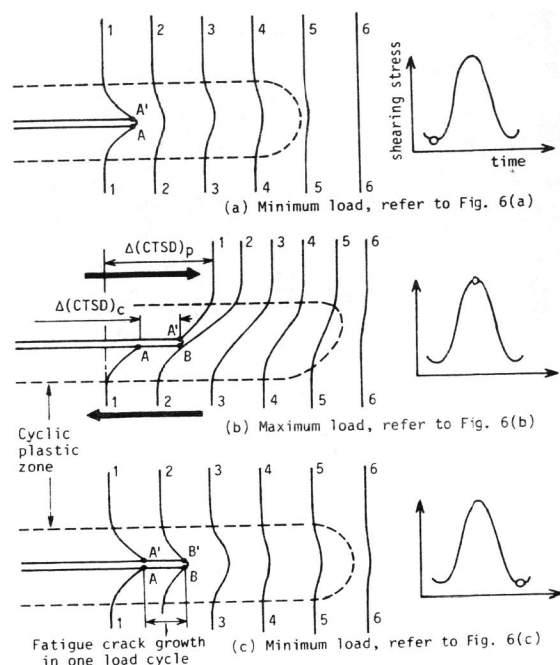 1 2 3 4 5 6
A'
A
1 2 3 4 5 6
shearing stress
time
(a) Minimum load, refer to Fig. 6(a)
Δ(CTSD)p
1 2 3 4 5 6
Δ(CTSD)c
A'
A B
1 2 3 4 5 6
(b) Maximum load, refer to Fig. 6(b)
Cyclic
plastic
zone
1 2 3 4 5 6
A' B'
A B
1 2 3 4 5 6
Fatigue crack growth
in one load cycle
(c) Minimum load, refer to Fig. 6(c)